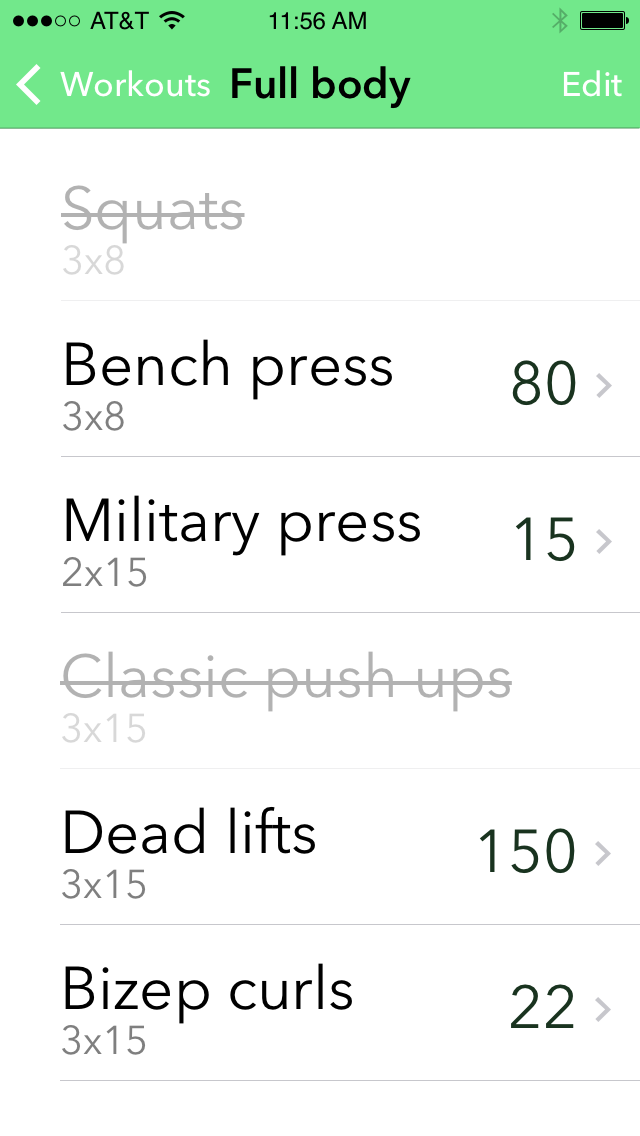 AT&T 11:56 AM
Workouts Full body Edit
Squats
3x8
Bench press
3x8
80
Military press
2x15
15
Classic push ups
3x15
Dead lifts
3x15
150
Bizep curls
3x15
22